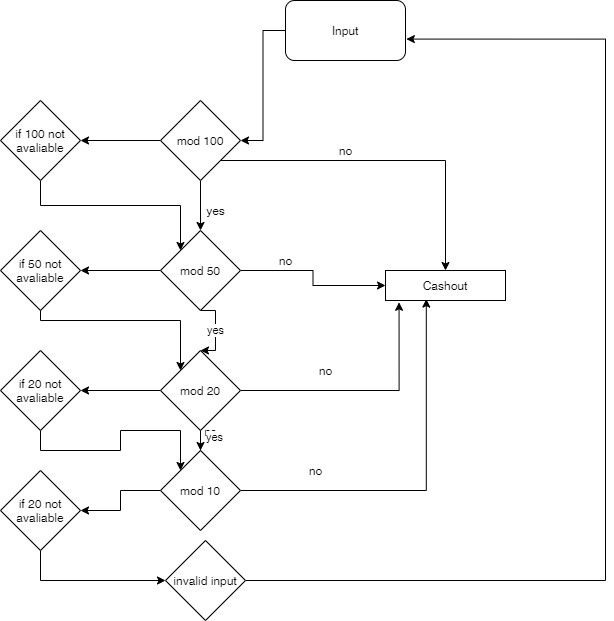 Input
if 100 not
avaliable
mod 100
no
yes
if 50 not
avaliable
mod 50
no
Cashout
yes
if 20 not
avaliable
mod 20
no
yes
if 20 not
avaliable
mod 10
no
invalid input